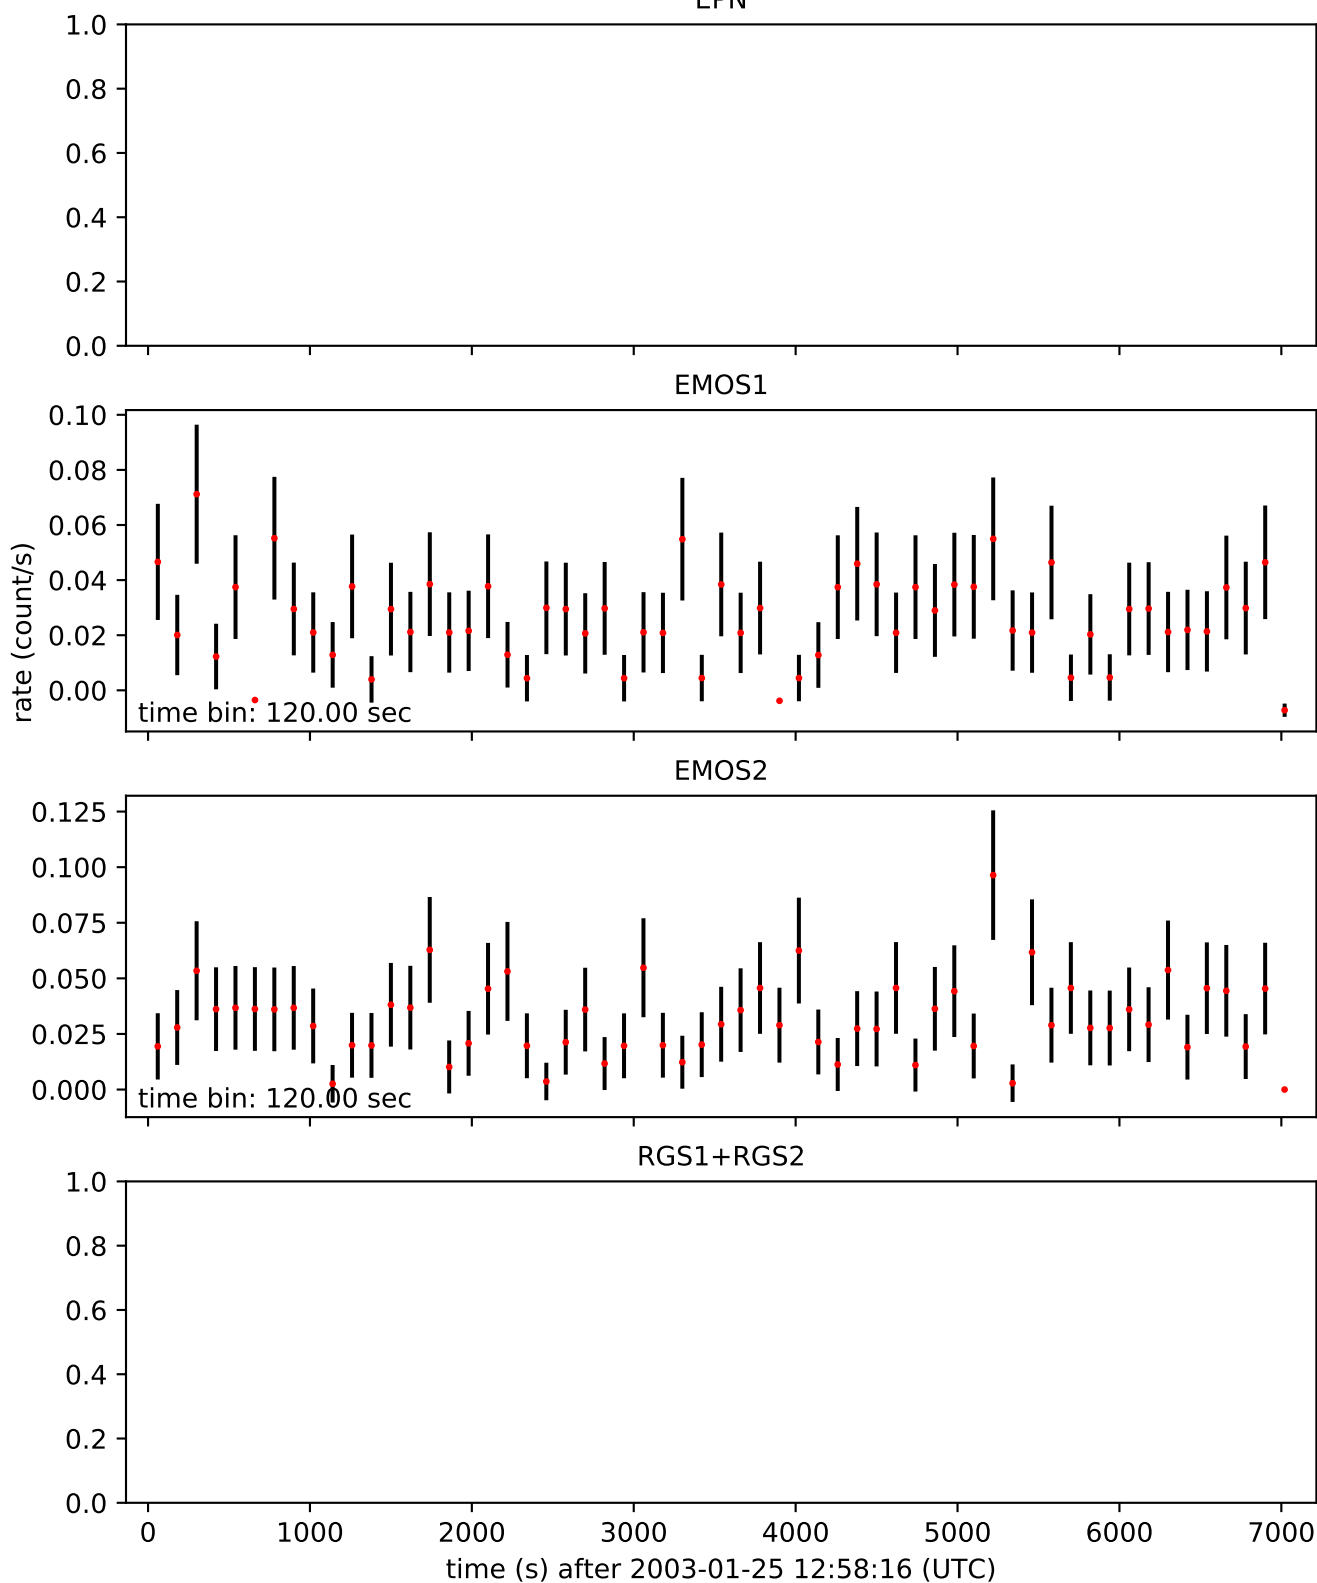 EPN
1.0
0.8
0.6
0.4
0.2
0.0
EMOS1
0.10
0.08
0.06
0.04
0.02
0.00
rate (count/s)
time bin: 120.00 sec
EMOS2
0.125
0.100
0.075
0.050
0.025
0.000
time bin: 120.00 sec
RGS1+RGS2
1.0
0.8
0.6
0.4
0.2
0.0
0 1000 2000 3000 4000 5000 6000 7000
time (s) after 2003-01-25 12:58:16 (UTC)